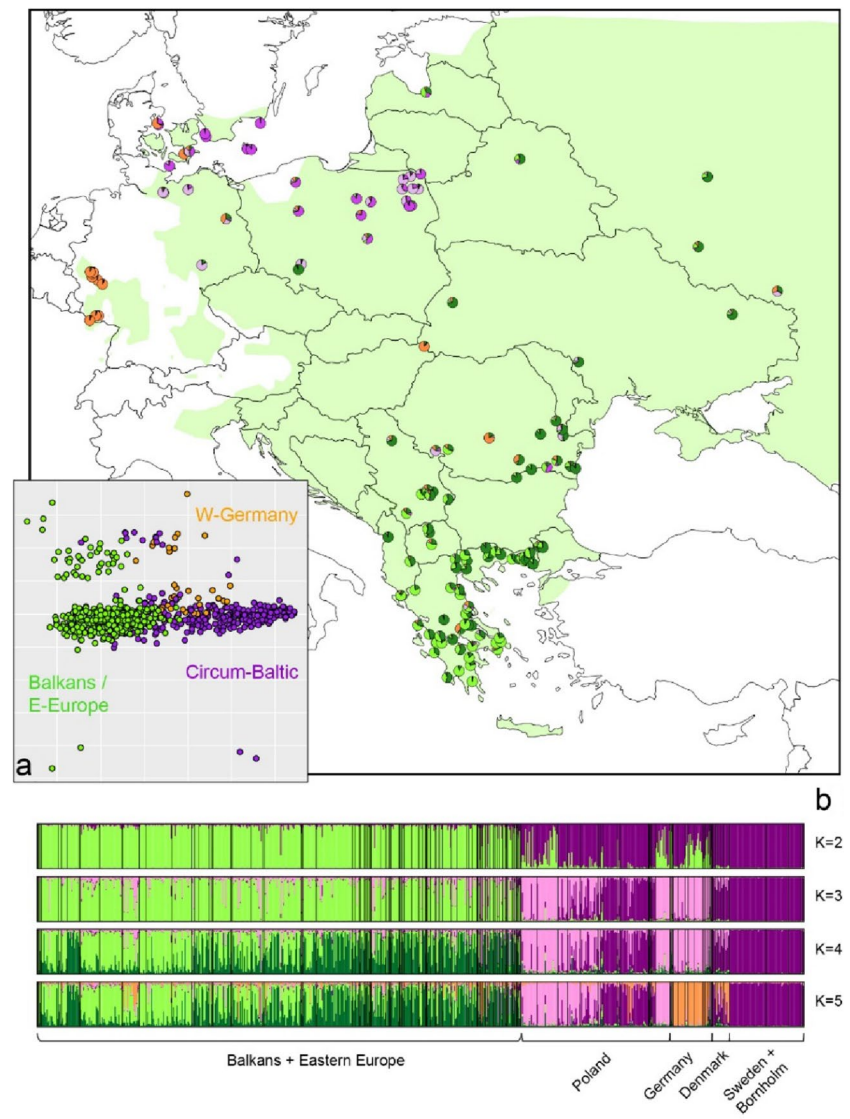 W-Germany
Circum-Baltic
Balkans /
E-Europe
a
b
K=2
K=3
K=4
K=5
Balkans + Eastern Europe
Poland
Germany
Denmark
Sweden +
Bornholm